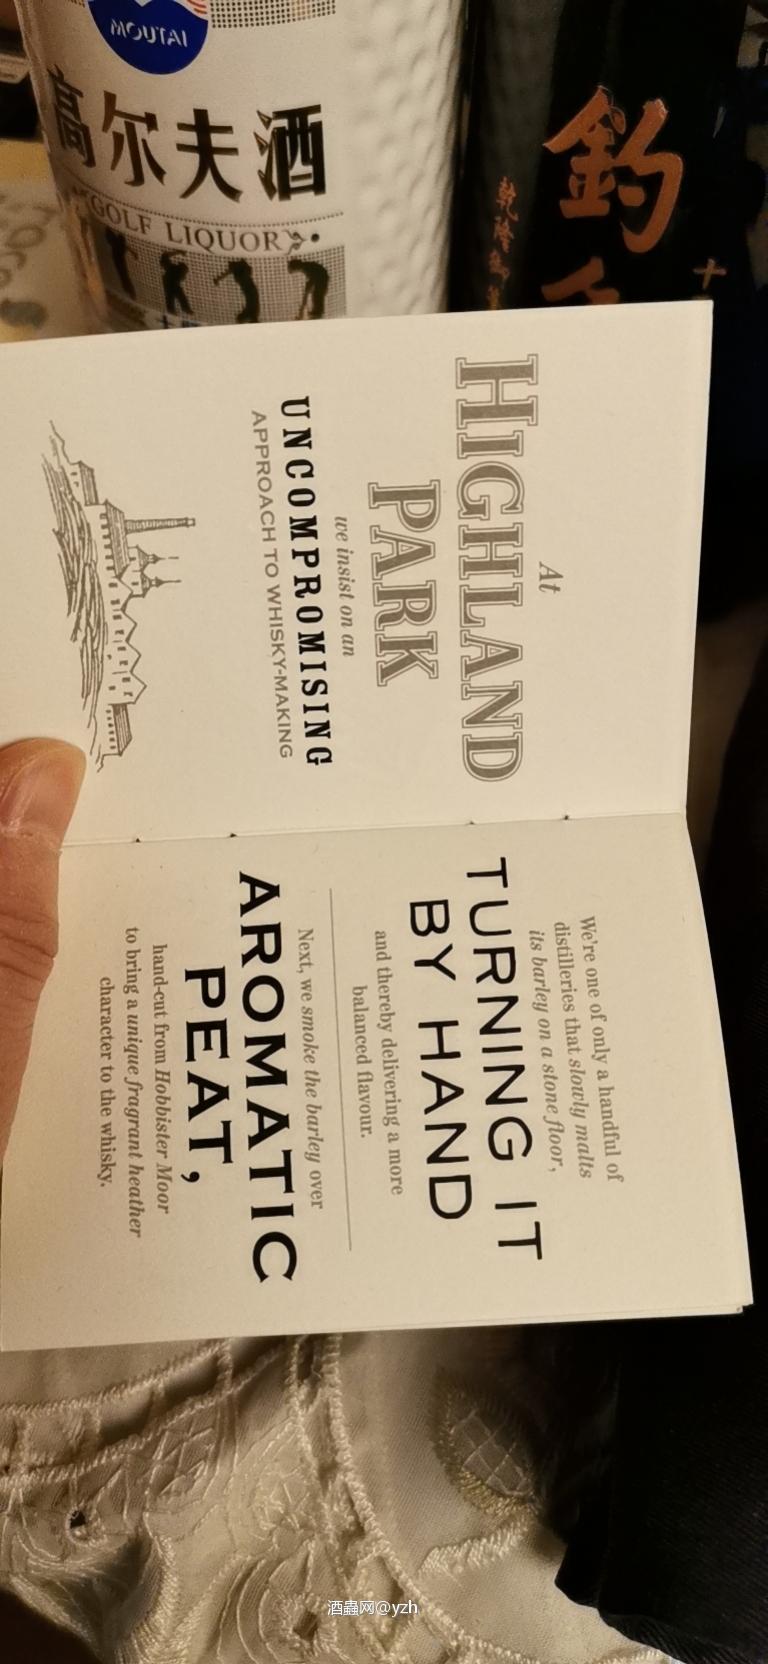 MOUTAI
高尔夫酒
GOLF LIQUOR
釣
At
HIGHLAND
PARK
we insist on an
UNCOMPROMISING
APPROACH TO WHISKY-MAKING
We're one of only a handful of
distilleries that slowly malts
its barley on a stone floor,
TURNING IT
BY HAND
and thereby delivering a more
balanced flavour.
Next, we smoke the barley over
AROMATIC
PEAT,
hand-cut from Hobbister Moor
to bring a unique fragrant heather
character to the whisky.
酒蟲网@yzh